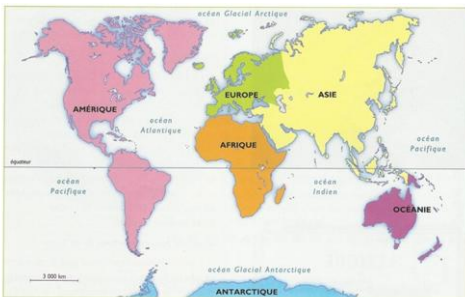 océan Glacial Arctique
EUROPE
ASIE
AMÉRIQUE
océan
Atlantique
AFRIQUE
océan
Pacifique
équateur
océan
Pacifique
océan
Indien
OCÉANIE
océan Glacial Antarctique
3 000 km
ANTARCTIQUE